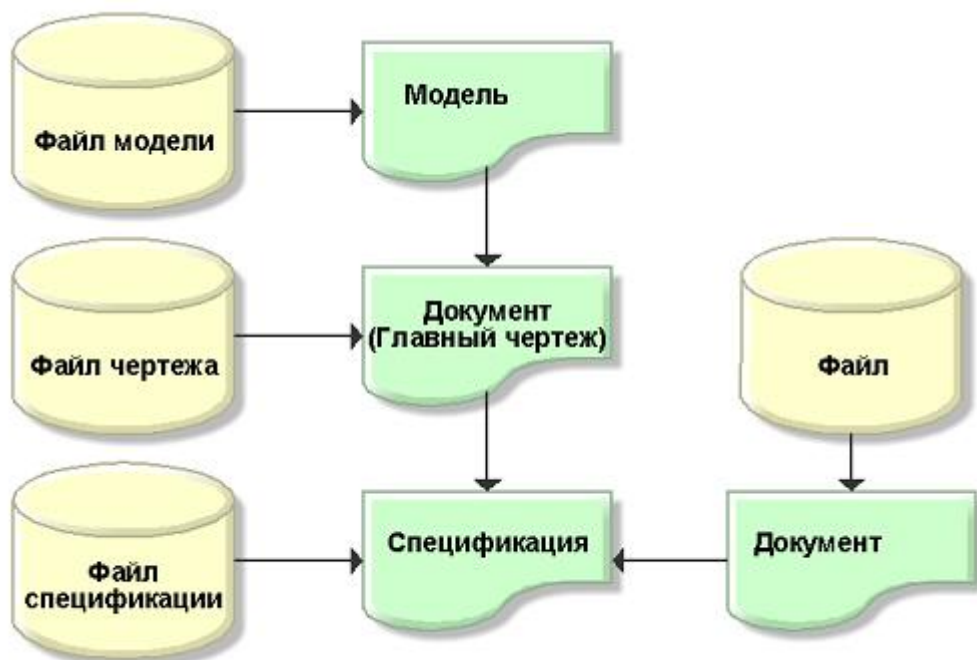 Модель
Файл модели
Документ
(Главный чертеж)
Файл чертежа
Файл
Спецификация
Документ
Файл
спецификации